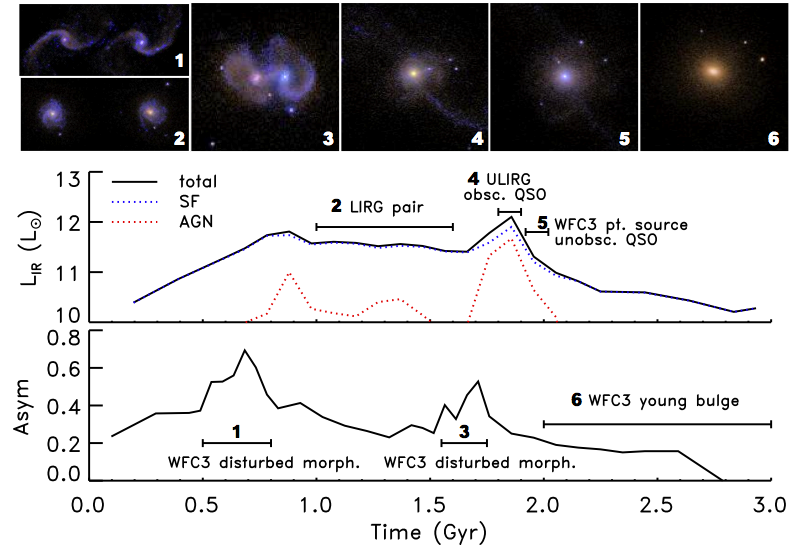 1
2
3
4
5
6
13
12
11
10
L_IR (L_⊙)
total
SF
AGN
2 LIRG pair
4 ULIRG
obsc. QSO
5 WFC3 pt. source
unobsc. QSO
0.8
0.6
0.4
0.2
0.0
Asym
1
WFC3 disturbed morph.
3
WFC3 disturbed morph.
6 WFC3 young bulge
0.0 0.5 1.0 1.5 2.0 2.5 3.0
Time (Gyr)